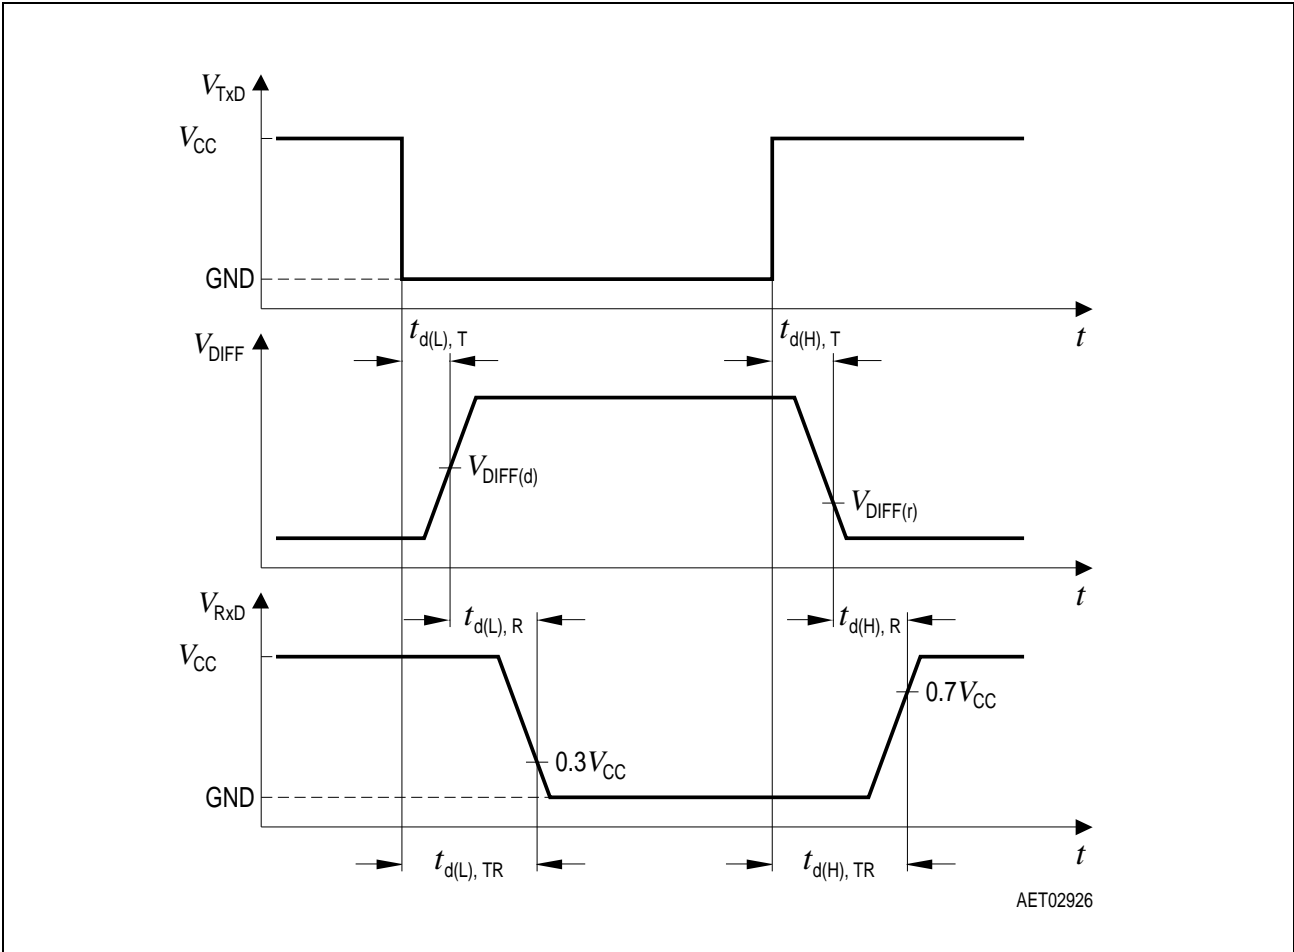 V_TxD
V_CC
GND
t
t_d(L), T
t_d(H), T
V_DIFF
V_DIFF(d)
V_DIFF(r)
t
V_RxD
t_d(L), R
t_d(H), R
V_CC
0.7V_CC
0.3V_CC
GND
t
t_d(L), TR
t_d(H), TR
AET02926